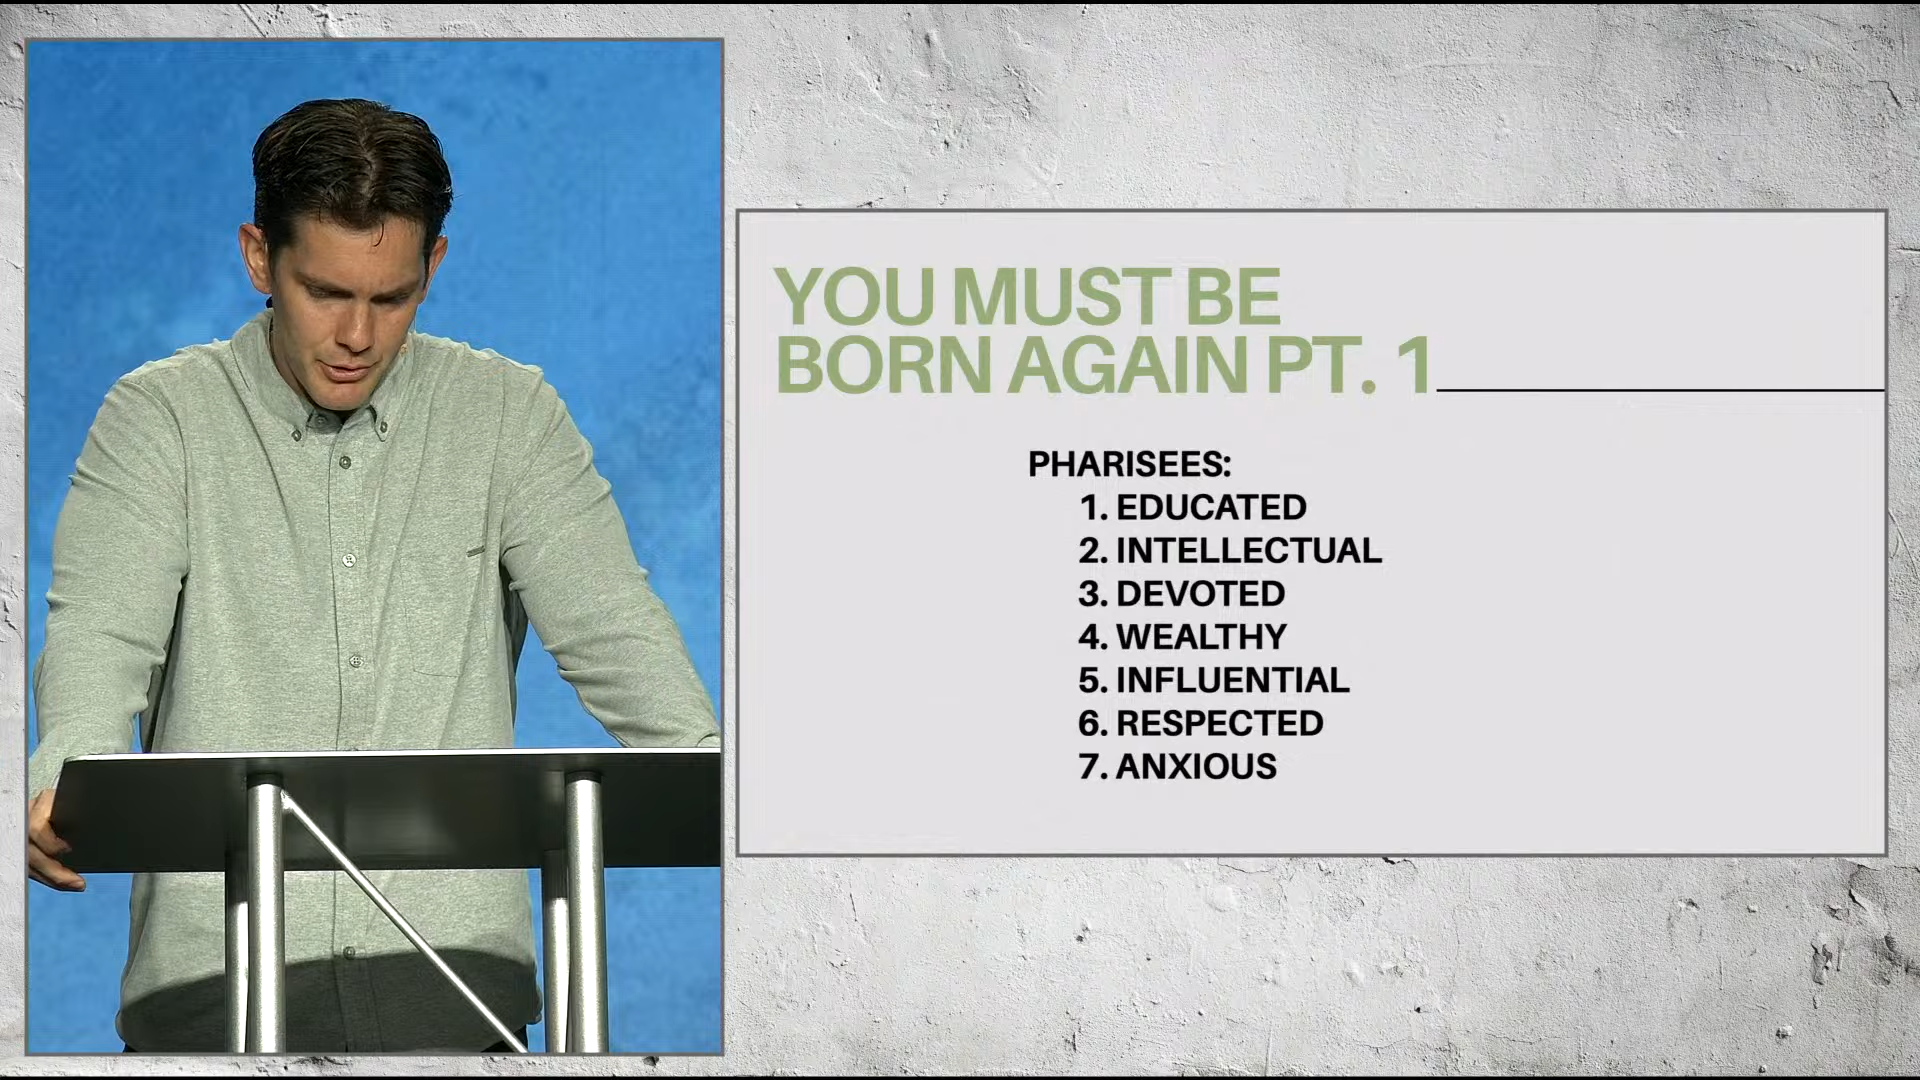 YOU MUST BE
BORN AGAIN PT. 1
PHARISEES:
1. EDUCATED
2. INTELLECTUAL
3. DEVOTED
4. WEALTHY
5. INFLUENTIAL
6. RESPECTED
7. ANXIOUS